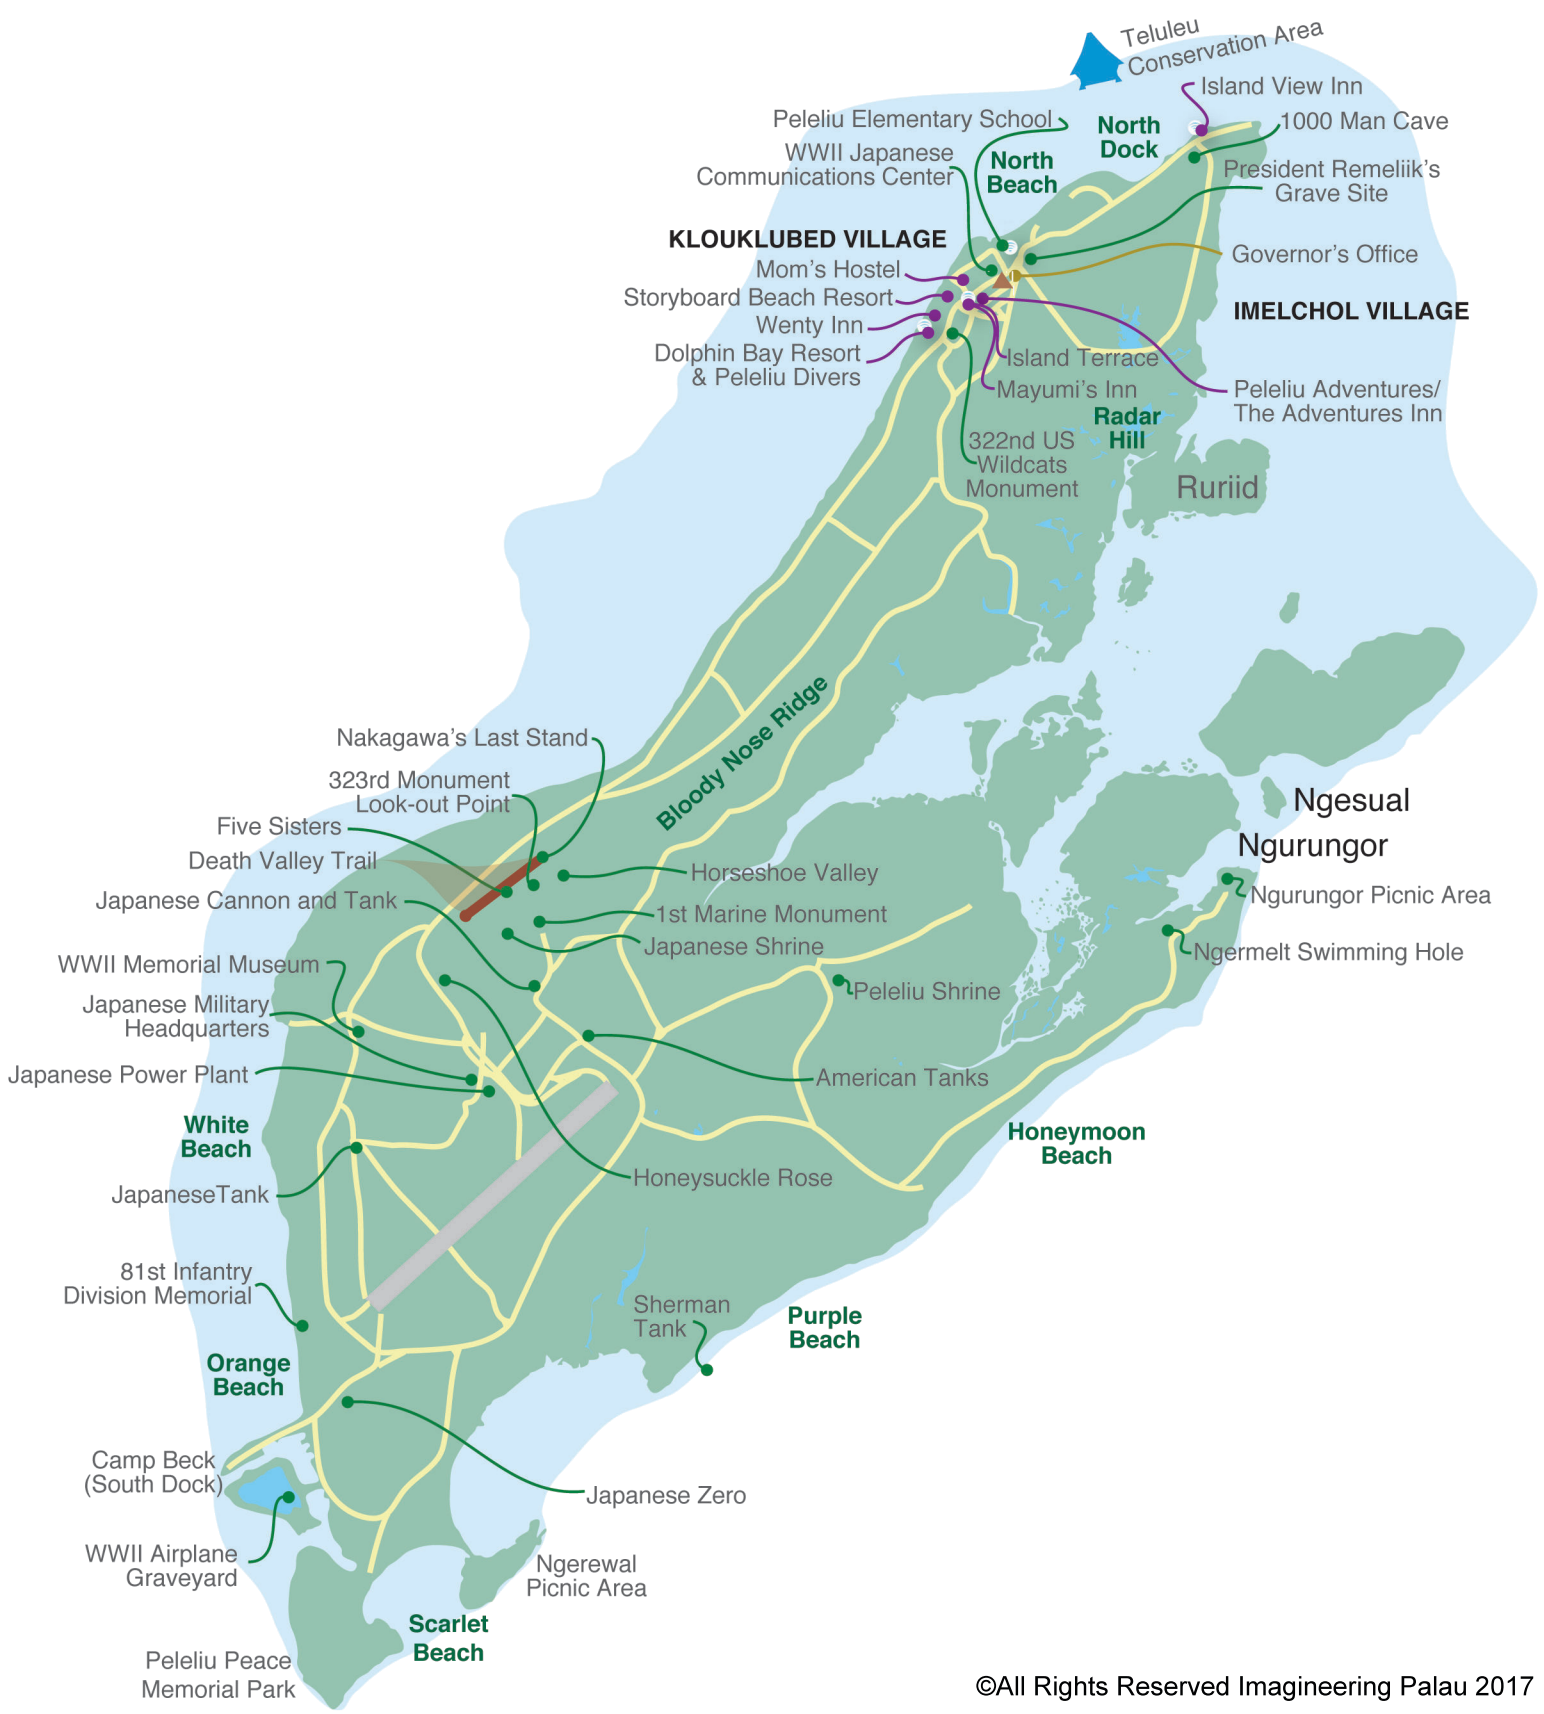 Teluleu
Conservation Area
Island View Inn
Peleliu Elementary School
1000 Man Cave
North
Dock
WWII Japanese
Communications Center
North
Beach
President Remeliik's
Grave Site
KLOUKLUBED VILLAGE
Governor's Office
Mom's Hostel
Storyboard Beach Resort
IMELCHOL VILLAGE
Wenty Inn
Dolphin Bay Resort
& Peleliu Divers
Island Terrace
Mayumi's Inn
Peleliu Adventures/
The Adventures Inn
Radar
Hill
322nd US
Wildcats
Monument
Ruriid
Bloody Nose Ridge
Nakagawa's Last Stand
323rd Monument
Look-out Point
Ngesual
Five Sisters
Ngurungor
Death Valley Trail
Horseshoe Valley
Japanese Cannon and Tank
Ngurungor Picnic Area
1st Marine Monument
Japanese Shrine
Ngermelt Swimming Hole
WWII Memorial Museum
Peleliu Shrine
Japanese Military
Headquarters
Japanese Power Plant
American Tanks
White
Beach
Honeymoon
Beach
Honeysuckle Rose
JapaneseTank
81st Infantry
Division Memorial
Sherman
Tank
Purple
Beach
Orange
Beach
Camp Beck
(South Dock)
Japanese Zero
WWII Airplane
Graveyard
Ngerewal
Picnic Area
Scarlet
Beach
Peleliu Peace
Memorial Park
©All Rights Reserved Imagineering Palau 2017